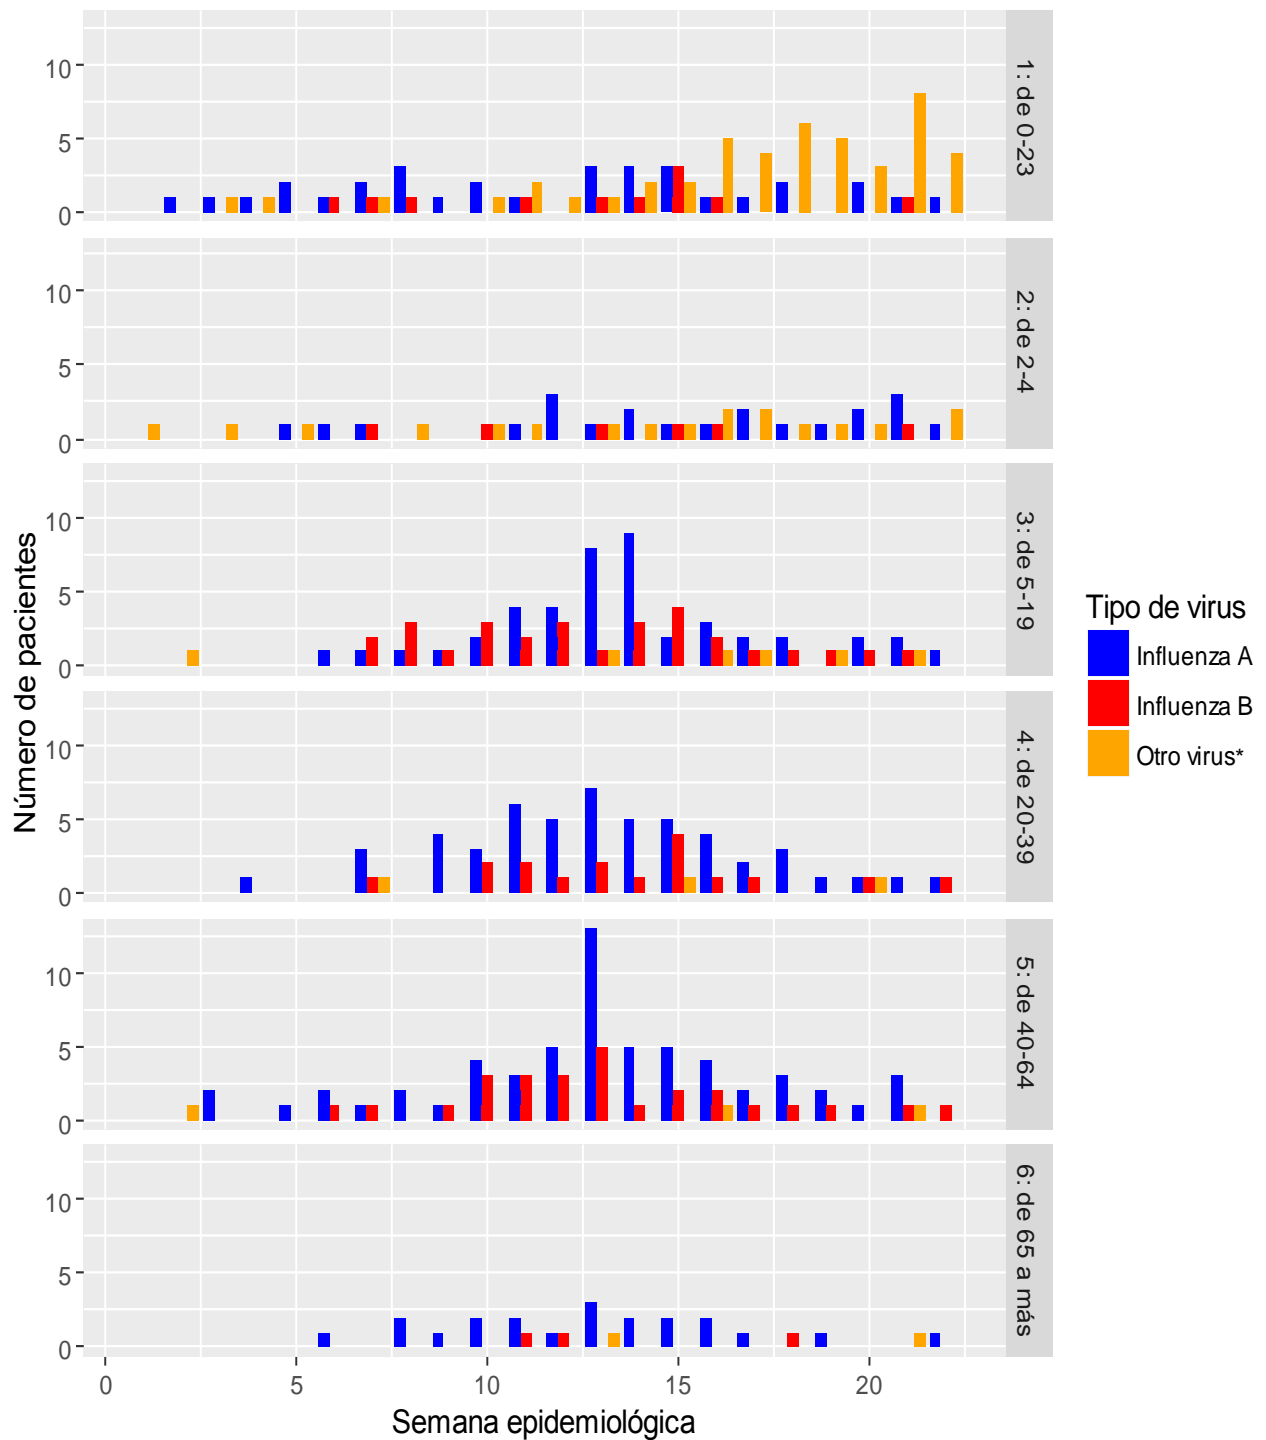 10
5
0
1: de 0-23
10
5
0
2: de 2-4
10
5
0
3: de 5-19
10
5
0
4: de 20-39
10
5
0
5: de 40-64
10
5
0
6: de 65 a más
0 5 10 15 20
Semana epidemiológica
Número de pacientes
Tipo de virus
Influenza A
Influenza B
Otro virus*